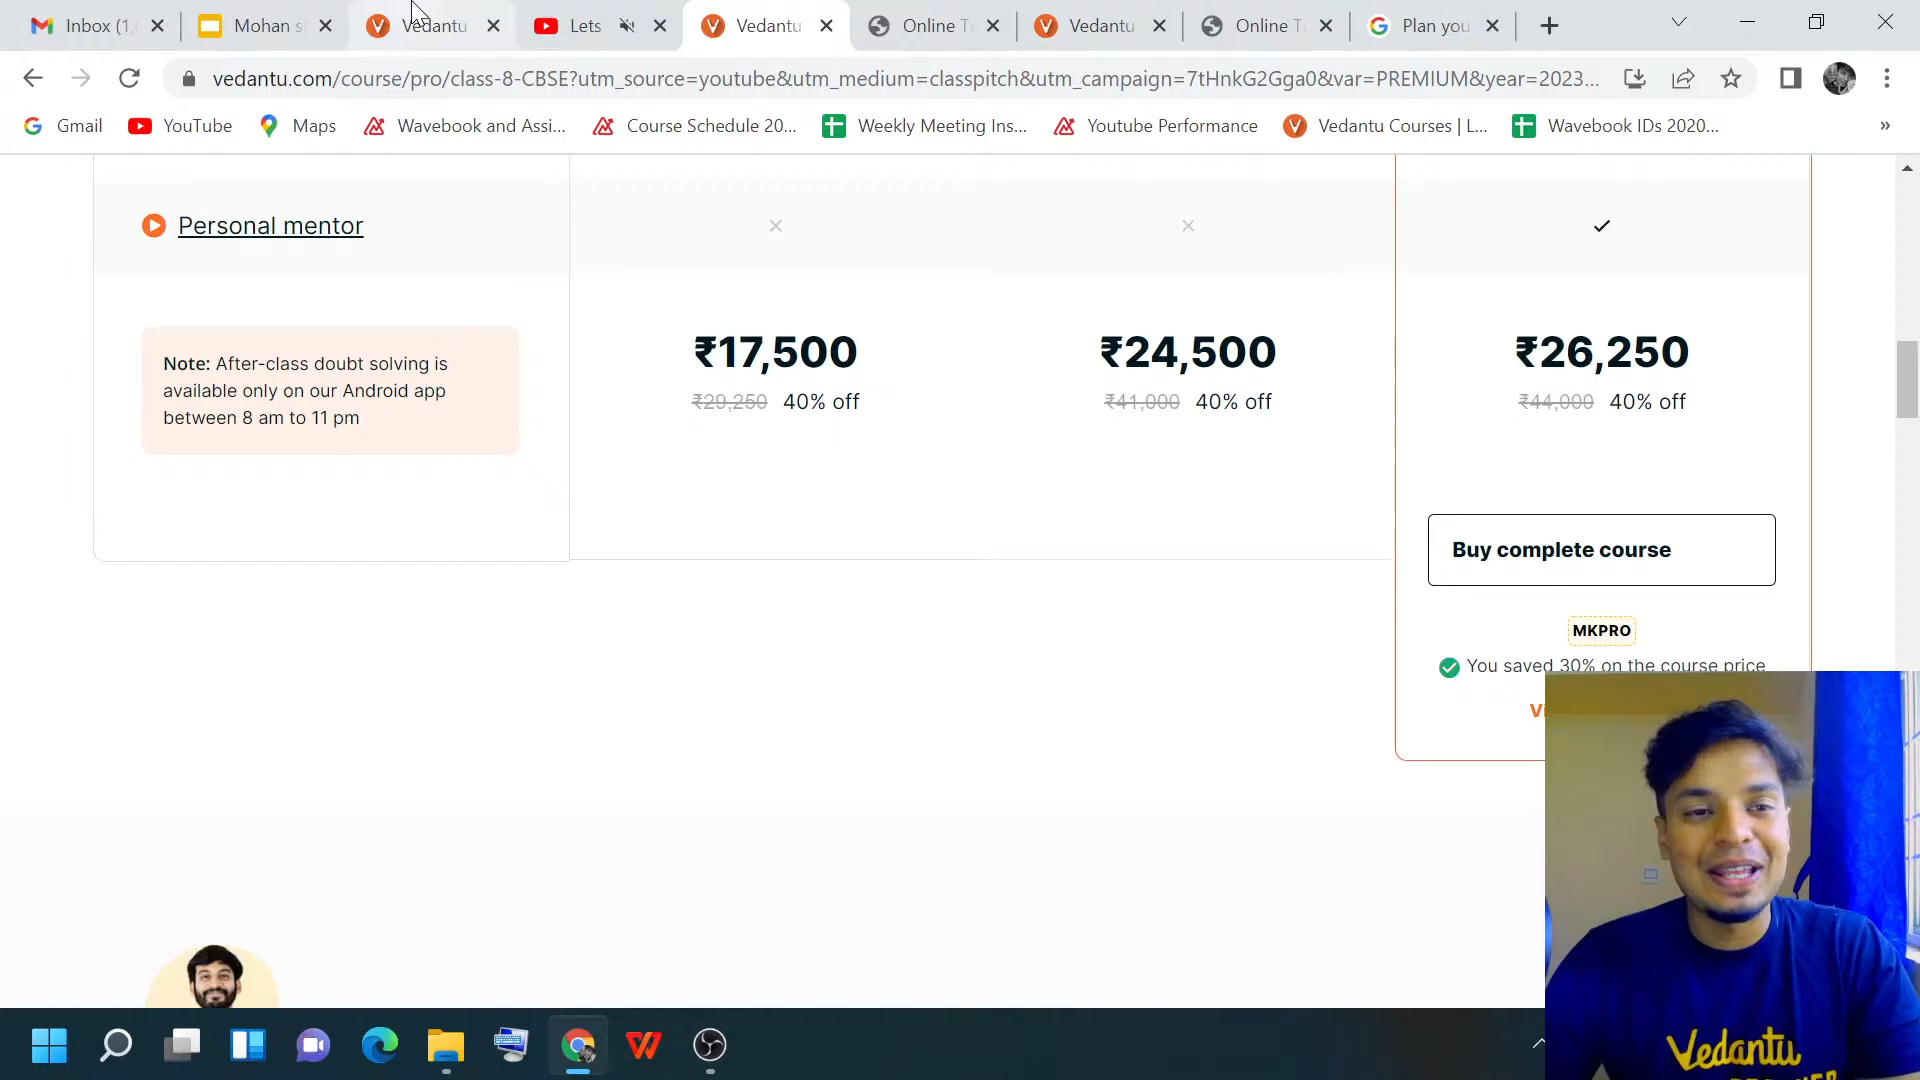 Inbox (1,
Mohan s
Vedantu
Lets
Vedantu
Online T
Vedantu
Online T
Plan you
vedantu.com/course/pro/class-8-CBSE?utm_source=youtube&utm_medium=classpitch&utm_campaign=7tHnkG2Gga0&var=PREMIUM&year=2023...
Gmail
YouTube
Maps
Wavebook and Assi...
Course Schedule 20...
Weekly Meeting Ins...
Youtube Performance
Vedantu Courses | L...
Wavebook IDs 2020...
»
Personal mentor
Note: After-class doubt solving is
available only on our Android app
between 8 am to 11 pm
₹17,500
₹29,250 40% off
₹24,500
₹41,000 40% off
₹26,250
₹44,000 40% off
Buy complete course
MKPRO
You saved 30% on the course price
Vedantu